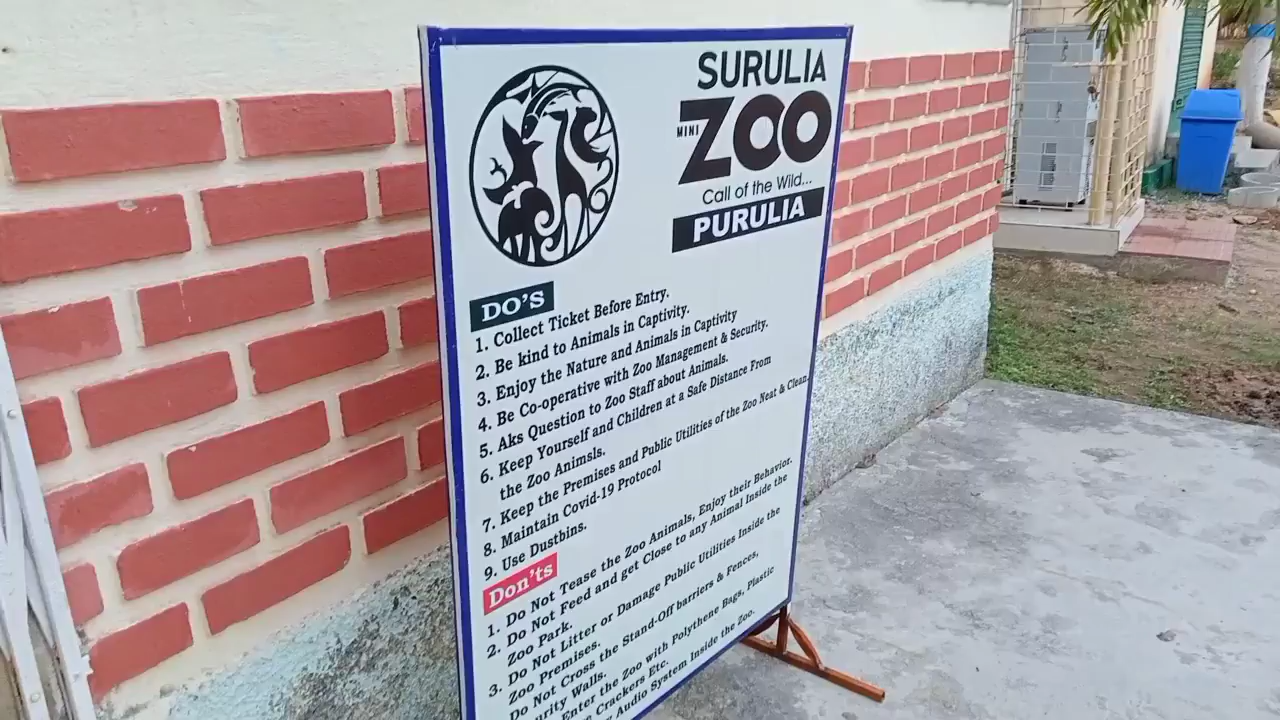 SURULIA
MINI ZOO
Call of the Wild...
PURULIA
DO'S
1. Collect Ticket Before Entry.
2. Be kind to Animals in Captivity.
3. Enjoy the Nature and Animals in Captivity
4. Be Co-operative with Zoo Management & Security.
5. Aks Question to Zoo Staff about Animals.
6. Keep Yourself and Children at a Safe Distance From
the Zoo Animsls.
7. Keep the Premises and Public Utilities of the Zoo Neat & Clean.
8. Maintain Covid-19 Protocol
9. Use Dustbins.
Don'ts
1. Do Not Tease the Zoo Animals, Enjoy their Behavior.
2. Do Not Feed and get Close to any Animal Inside the
Zoo Park.
3. Do Not Litter or Damage Public Utilities Inside the
Zoo Premises.
Do Not Cross the Stand-Off barriers & Fences,
Walls.
Enter the Zoo with Polythene Bags, Plastic
Crackers Etc.
Audio System Inside the Zoo.